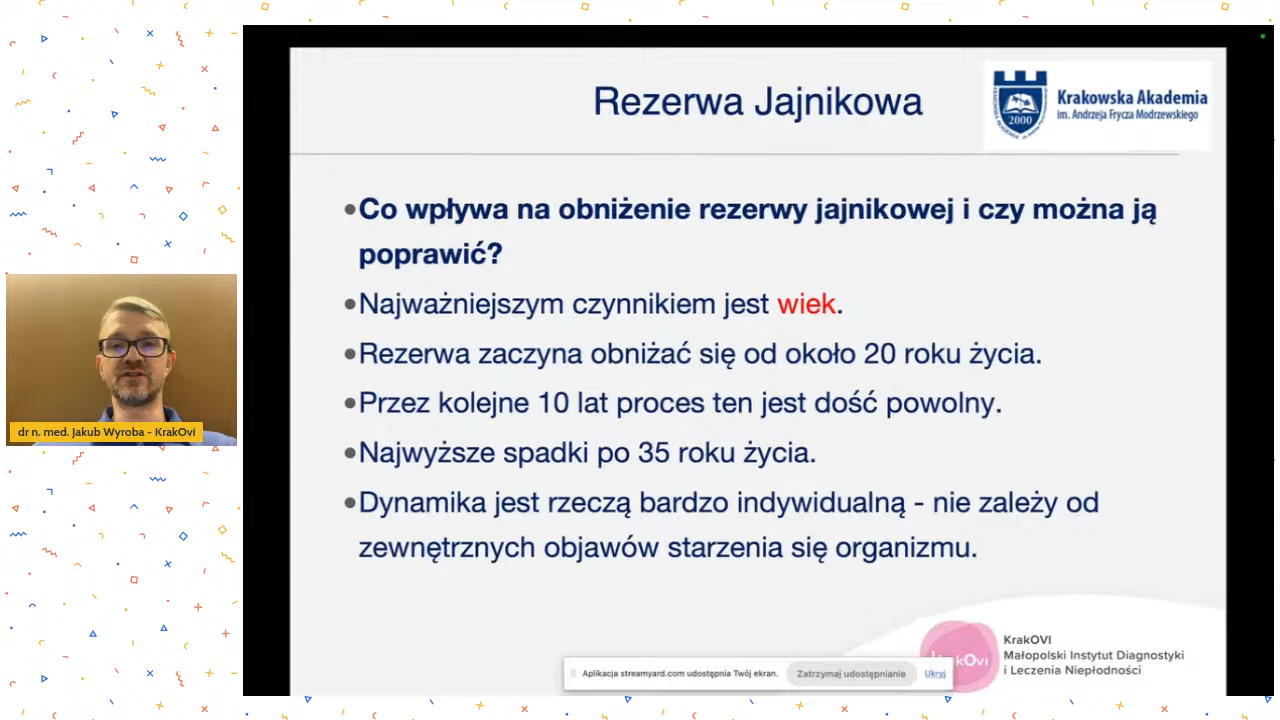 Rezerwa Jajnikowa
Krakowska Akademia
im. Andrzeja Frycza Modrzewskiego
2000
•Co wpływa na obniżenie rezerwy jajnikowej i czy można ją
poprawić?
•Najważniejszym czynnikiem jest wiek.
•Rezerwa zaczyna obniżać się od około 20 roku życia.
•Przez kolejne 10 lat proces ten jest dość powolny.
•Najwyższe spadki po 35 roku życia.
•Dynamika jest rzeczą bardzo indywidualną - nie zależy od
zewnętrznych objawów starzenia się organizmu.
dr n. med. Jakub Wyroba - KrakOvi
KrakOVI
Małopolski Instytut Diagnostyki
i Leczenia Niepłodności
Aplikacja streamyard.com udostępnia Twój ekran.
Zatrzymaj udostępnianie
Ukryj